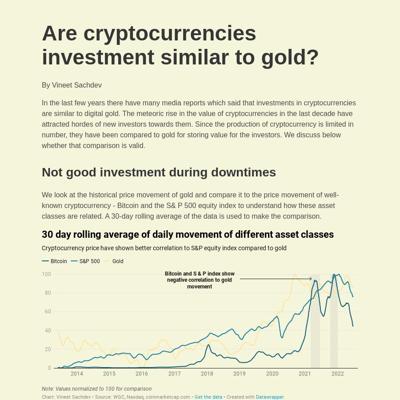 Are cryptocurrencies
investment similar to gold?
By Vineet Sachdev
In the last few years there have many media reports which said that investments in cryptocurrencies
are similar to digital gold. The meteoric rise in the value of cryptocurrencies in the last decade have
attracted hordes of new investors towards them. Since the production of cryptocurrency is limited in
number, they have been compared to gold for storing value for the investors. We discuss below
whether that comparison is valid.
Not good investment during downtimes
We look at the historical price movement of gold and compare it to the price movement of well-
known cryptocurrency - Bitcoin and the S& P 500 equity index to understand how these asset
classes are related. A 30-day rolling average of the data is used to make the comparison.
30 day rolling average of daily movement of different asset classes
Cryptocurrency price have shown better correlation to S&P equity index compared to gold
Bitcoin S&P 500 Gold
100
Bitcoin and S & P index show
negative correlation to gold
movement
80
60
40
20
0
2014 2015 2016 2017 2018 2019 2020 2021 2022
Note: Values normalized to 100 for comparison
Chart: Vineet Sachdev • Source: WGC, Nasdaq, coinmarketcap.com • Get the data • Created with Datawrapper